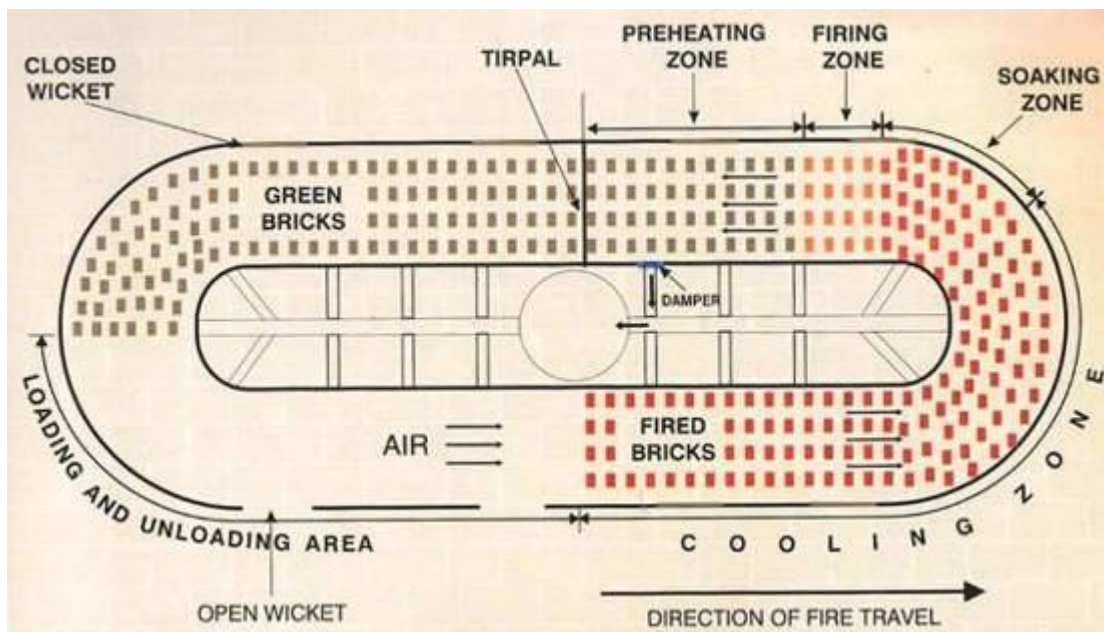 PREHEATING
ZONE
FIRING
ZONE
TIRPAL
CLOSED
WICKET
SOAKING
ZONE
GREEN
BRICKS
DAMPER
FIRED
BRICKS
AIR
LOADING AND UNLOADING AREA
COOLING ZONE
OPEN WICKET
DIRECTION OF FIRE TRAVEL